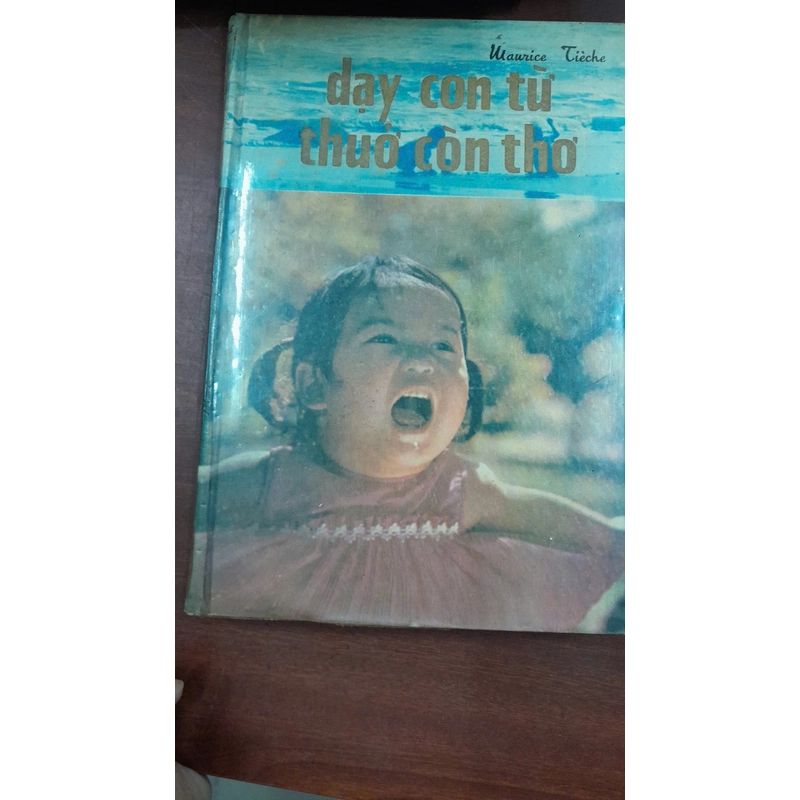 Maurice Tièche
dạy con từ
thuở còn thơ